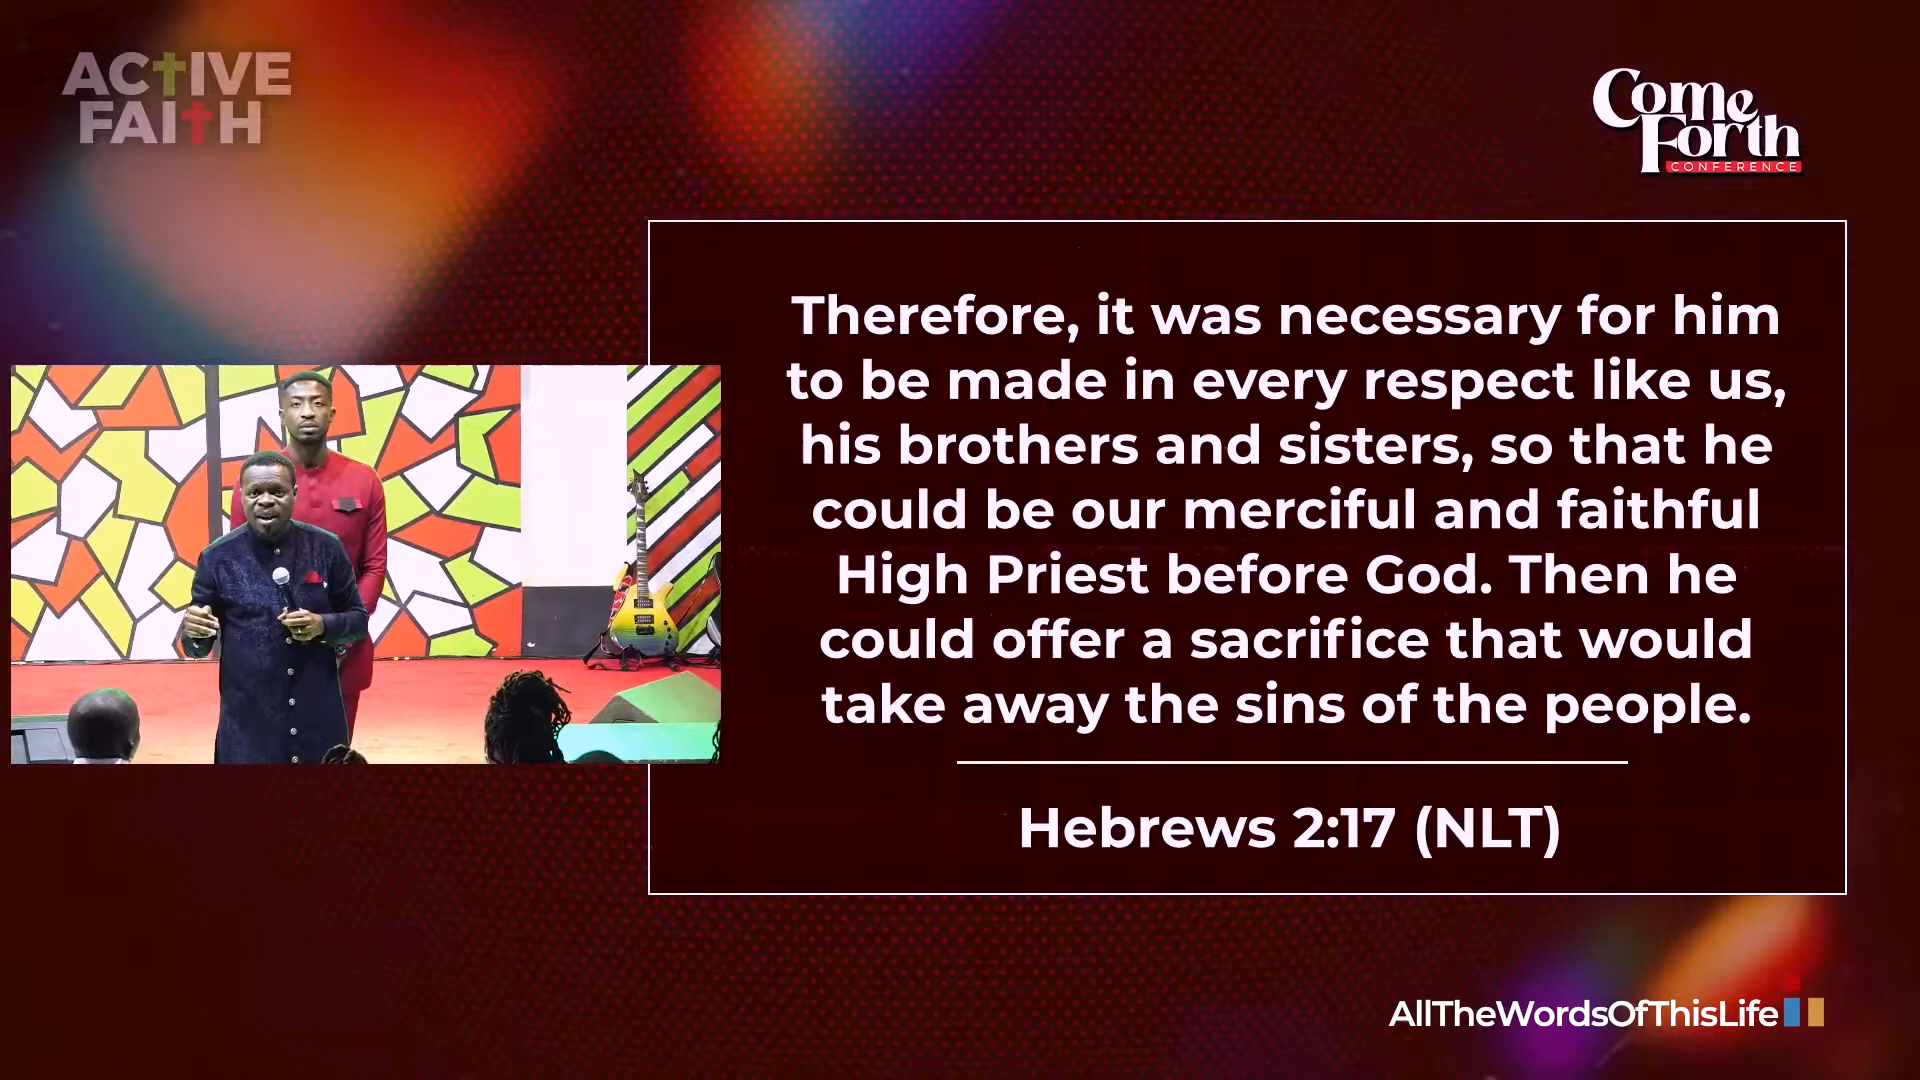 ACTIVE
FAITH
Come
Forth
CONFERENCE
Therefore, it was necessary for him
to be made in every respect like us,
his brothers and sisters, so that he
could be our merciful and faithful
High Priest before God. Then he
could offer a sacrifice that would
take away the sins of the people.
Hebrews 2:17 (NLT)
AllTheWordsOfThisLife